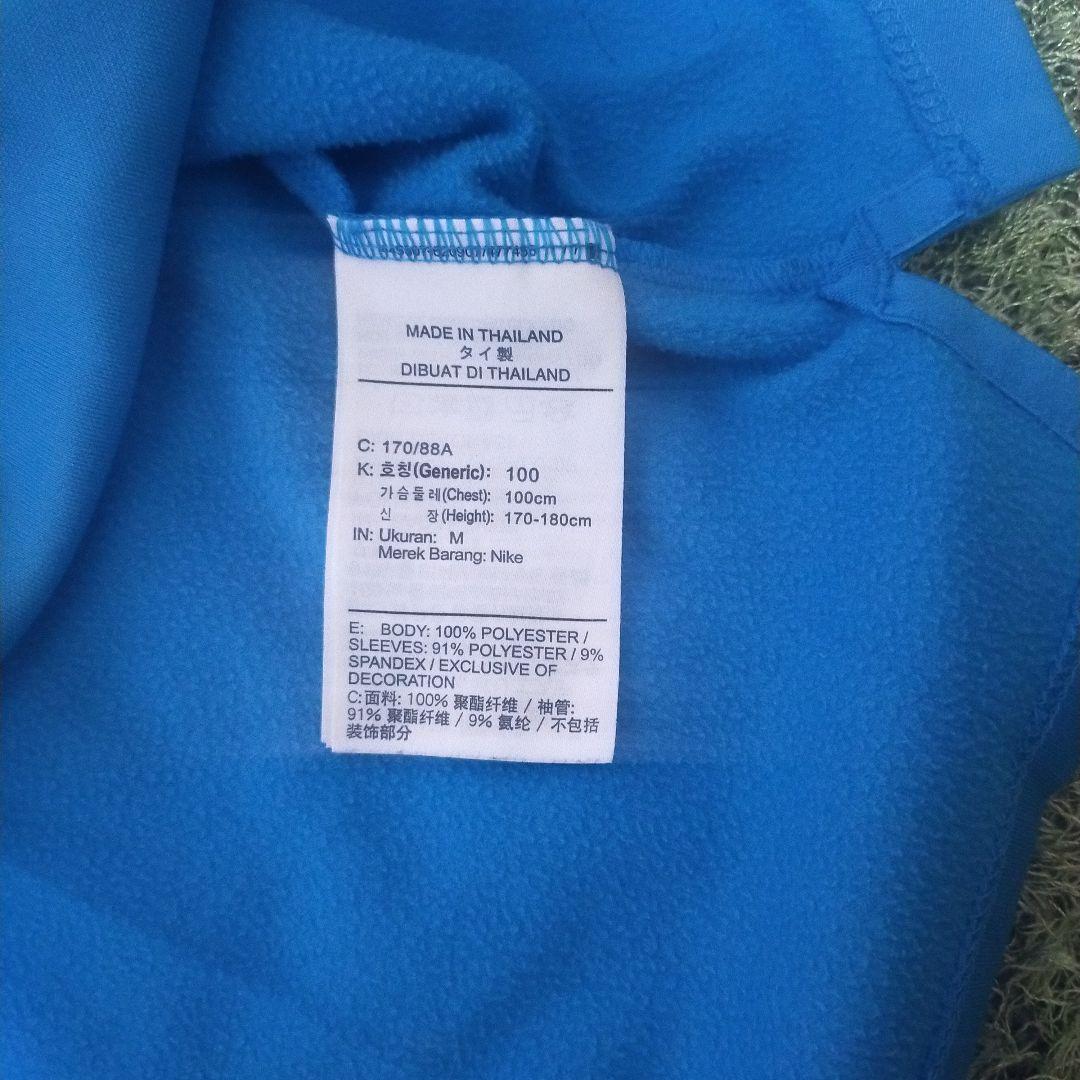 MADE IN THAILAND
タイ製
DIBUAT DI THAILAND
C: 170/88A
K: 호칭(Generic): 100
가슴둘레(Chest): 100cm
신 장(Height): 170-180cm
IN: Ukuran: M
Merek Barang: Nike
E: BODY: 100% POLYESTER /
SLEEVES: 91% POLYESTER / 9%
SPANDEX / EXCLUSIVE OF
DECORATION
C: 面料: 100% 聚酯纤维 / 袖管:
91% 聚酯纤维 / 9% 氨纶 / 不包括
装饰部分